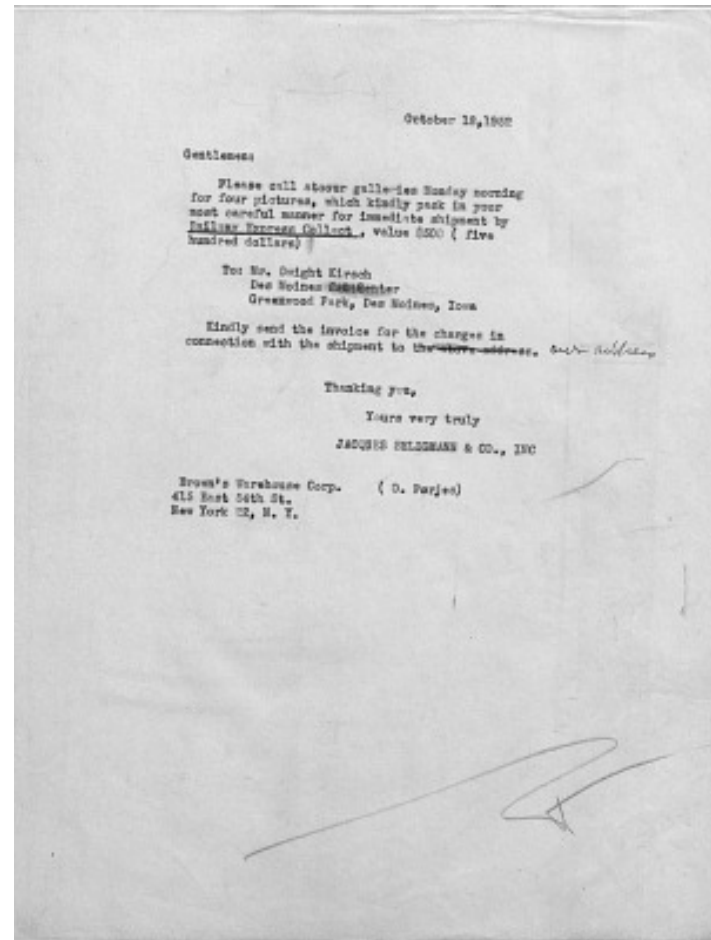 October 18,1952
Gentlemen:
Please call atour galleries Monday morning
for four pictures, which kindly pack in your
most careful manner for immediate shipment by
Railway Express Collect , value $500 ( five
hundred dollars)
To: Mr. Dwight Kirsch
Des Moines Center
Greenwood Park, Des Moines, Iowa
Kindly send the invoice for the charges in
connection with the shipment to the above address. our address
Thanking you,
Yours very truly
JACQUES SELIGMANN & CO., INC
Brown's Warehouse Corp. ( O. Parjes)
415 East 54th St.
New York 22, N. Y.